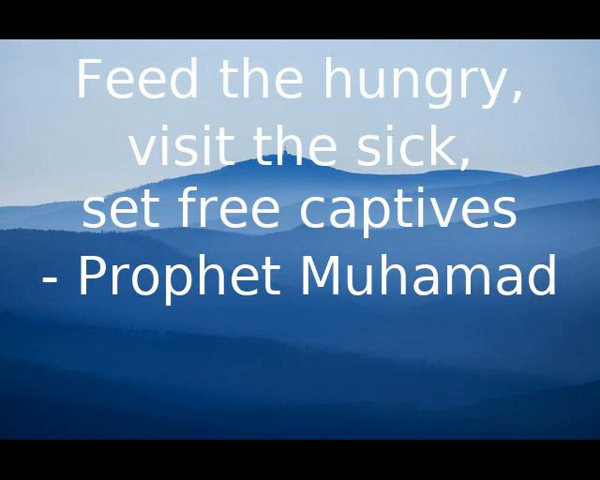 Feed the hungry,
visit the sick,
set free captives
- Prophet Muhamad